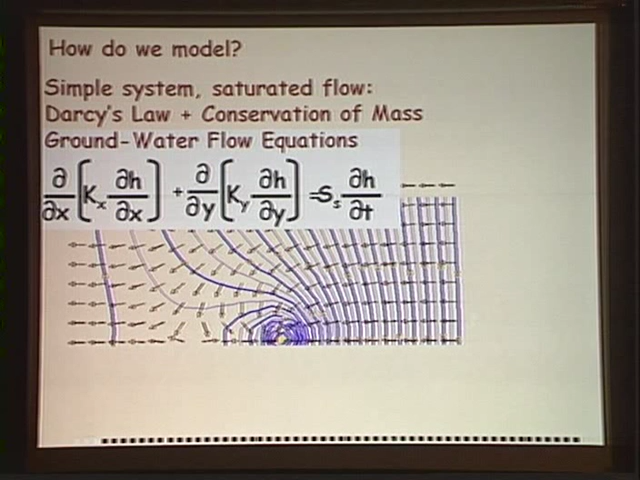 How do we model?
Simple system, saturated flow:
Darcy's Law + Conservation of Mass
Ground-Water Flow Equations
∂/∂x [Kx ∂h/∂x] + ∂/∂y [Ky ∂h/∂y] = Ss ∂h/∂t